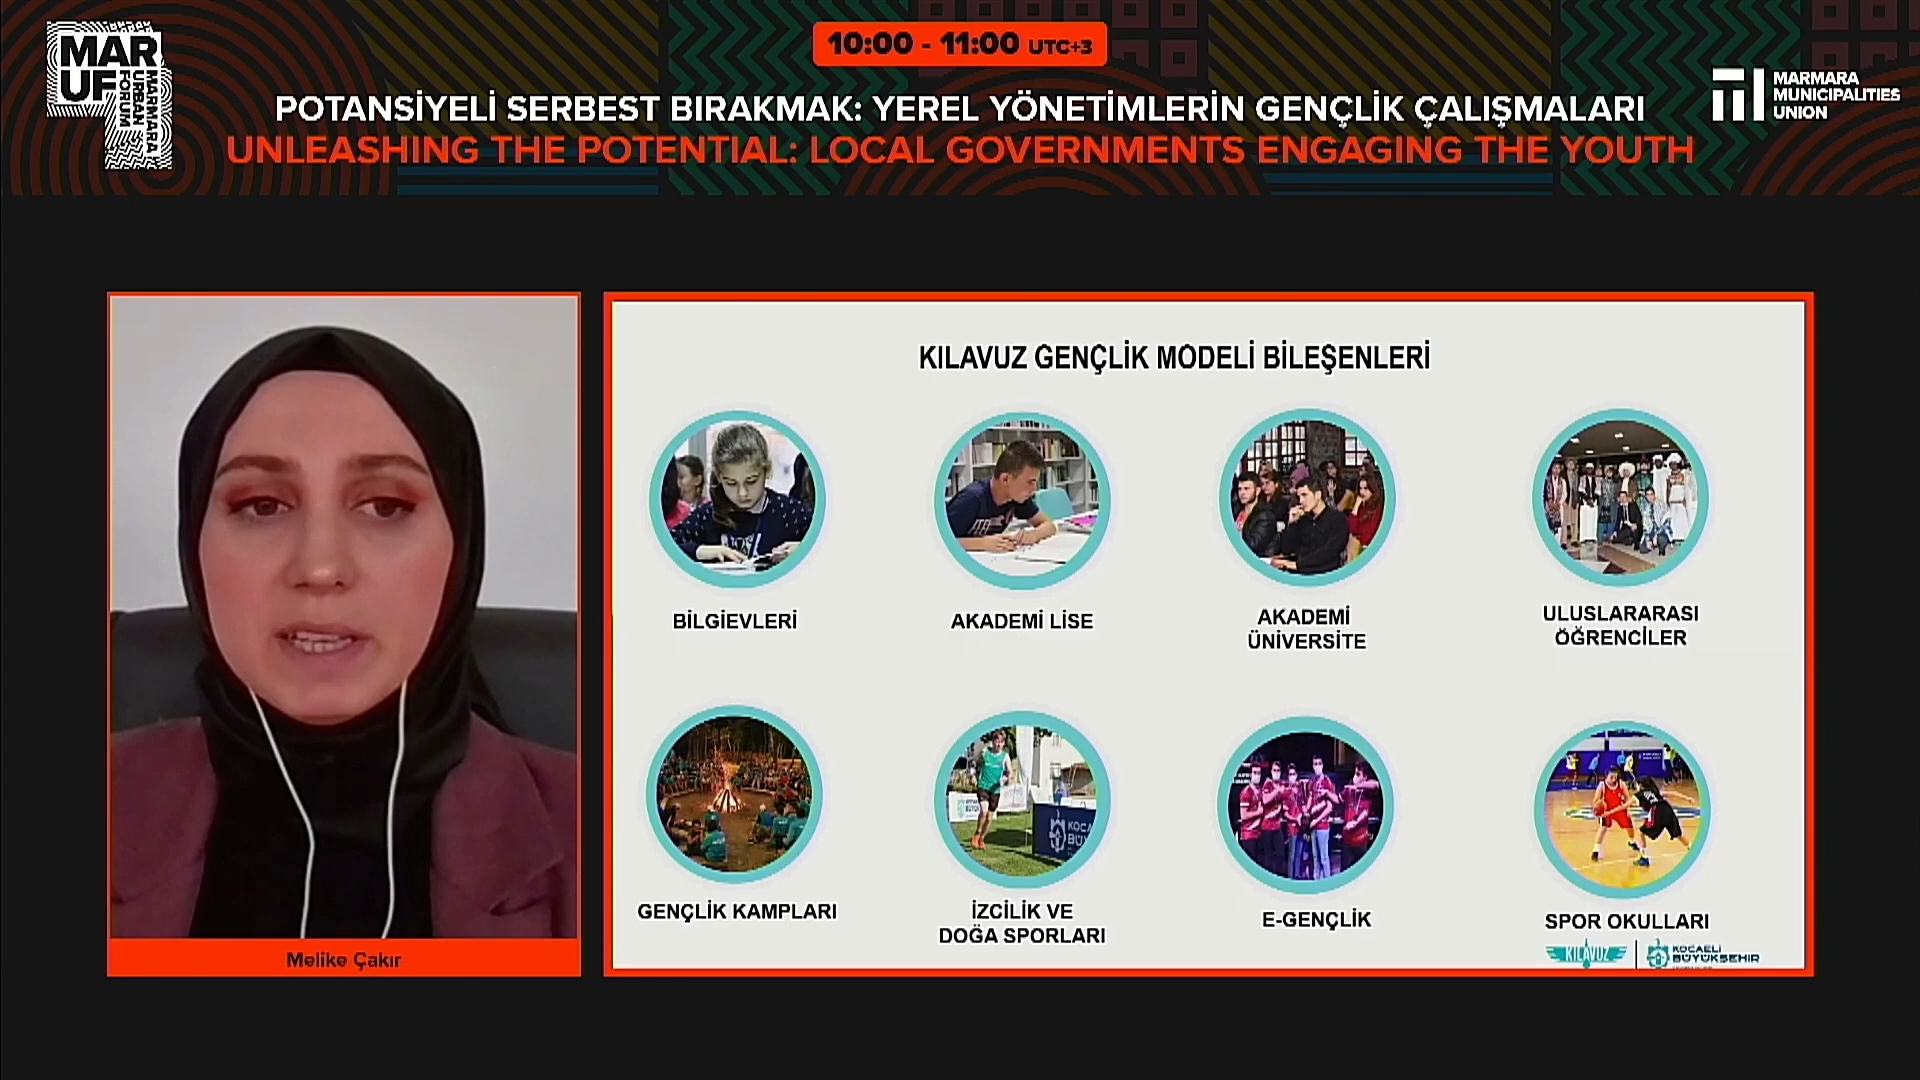 MAR
UF
MARMARA
URBAN
FORUM
10:00 - 11:00 UTC+3
POTANSİYELİ SERBEST BIRAKMAK: YEREL YÖNETİMLERİN GENÇLİK ÇALIŞMALARI
UNLEASHING THE POTENTIAL: LOCAL GOVERNMENTS ENGAGING THE YOUTH
MARMARA
MUNICIPALITIES
UNION
KILAVUZ GENÇLİK MODELİ BİLEŞENLERİ
BİLGİEVLERİ
AKADEMİ LİSE
AKADEMİ
ÜNİVERSİTE
ULUSLARARASI
ÖĞRENCİLER
GENÇLİK KAMPLARI
İZCİLİK VE
DOĞA SPORLARI
E-GENÇLİK
SPOR OKULLARI
KILAVUZ
KOCAELİ
BÜYÜKŞEHİR
Melike Çakır